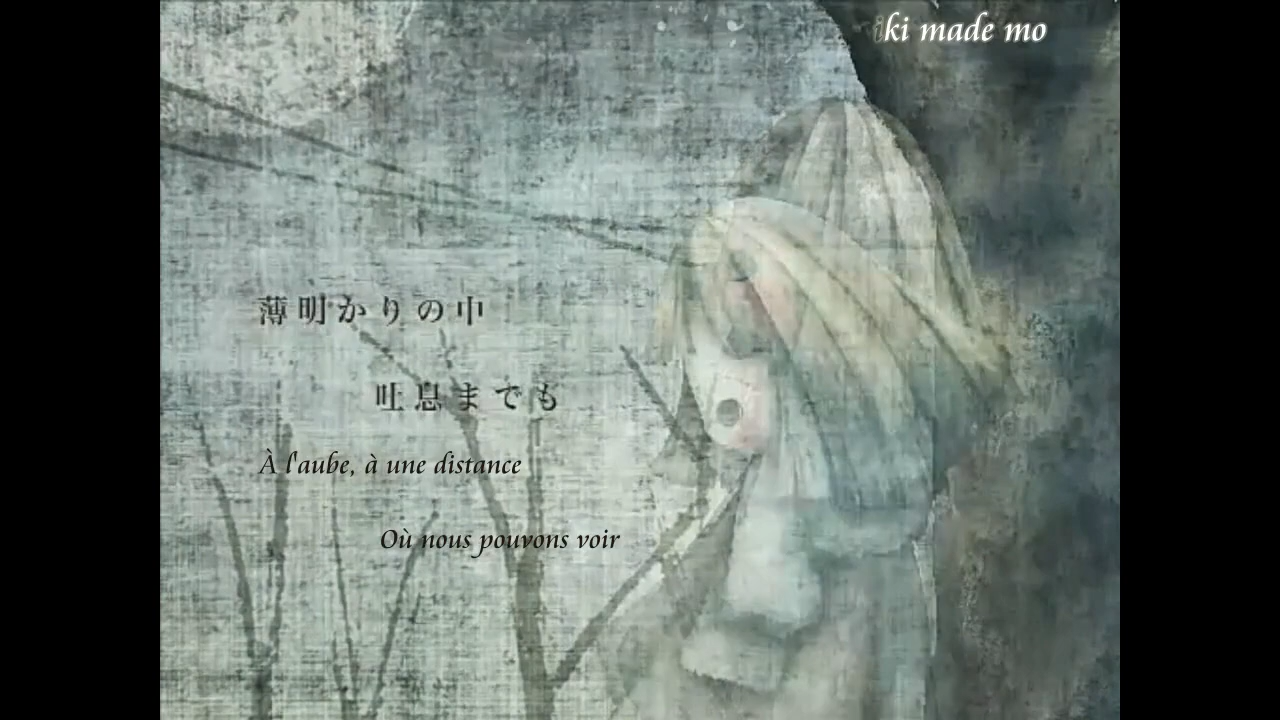 iki made mo
薄明かりの中
吐息までも
À l'aube, à une distance
Où nous pouvons voir